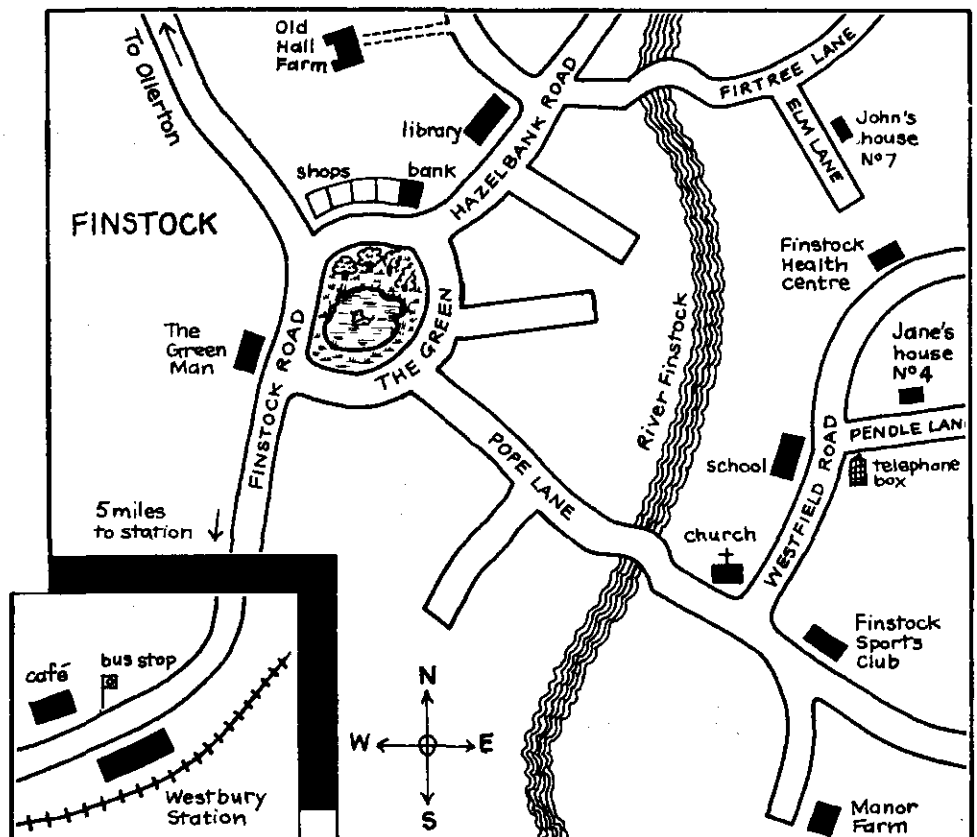 To Ollerton
Old
Hall
Farm
library
HAZELBANK ROAD
FIRTREE LANE
ELM LANE
John's
house
Nº7
shops
bank
FINSTOCK
Finstock
Health
Centre
The
Green
Man
FINSTOCK ROAD
THE GREEN
River Finstock
Jane's
house
Nº4
PENDLE LANE
POPE LANE
school
WESTFIELD ROAD
telephone
box
5 miles
to station
church
Finstock
Sports
Club
café
bus stop
N
W
E
S
Westbury
Station
Manor
Farm